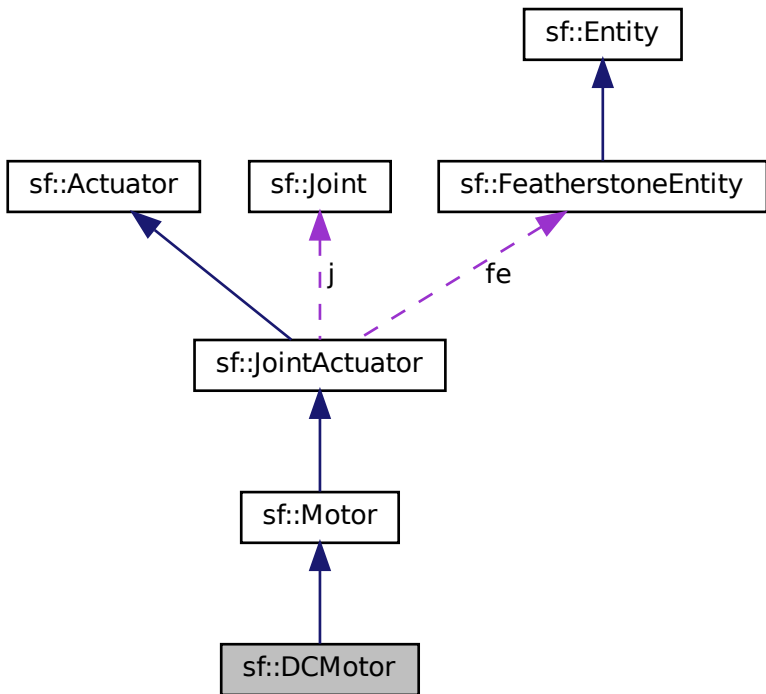 sf::Entity
sf::Actuator
sf::Joint
sf::FeatherstoneEntity
j
fe
sf::JointActuator
sf::Motor
sf::DCMotor